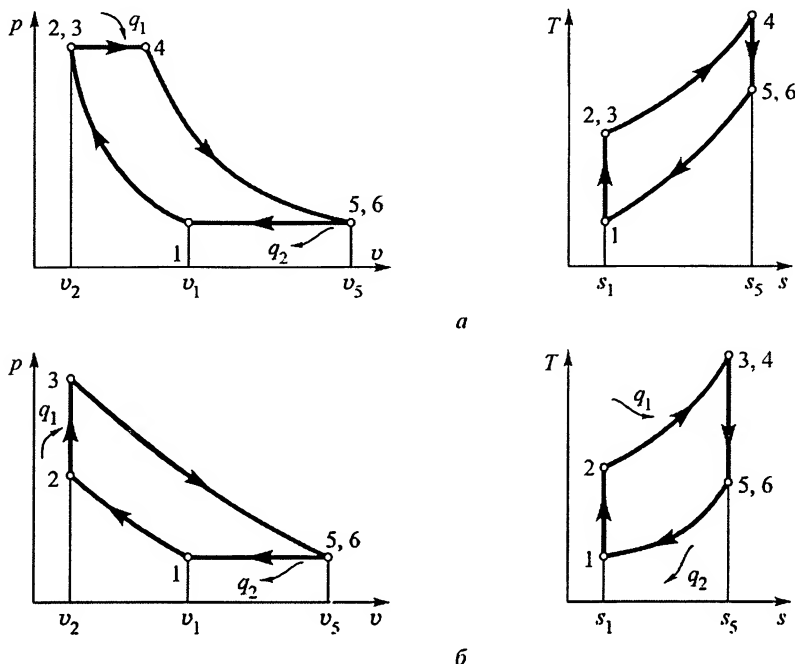 p
2, 3
q₁
4
5, 6
1
q₂
v
v₂
v₁
v₅
T
4
5, 6
2, 3
1
s₁
s₅
s
а
p
3
q₁
2
5, 6
1
q₂
v₂
v₁
v₅
v
T
3, 4
q₁
2
5, 6
1
q₂
s₁
s₅
s
б